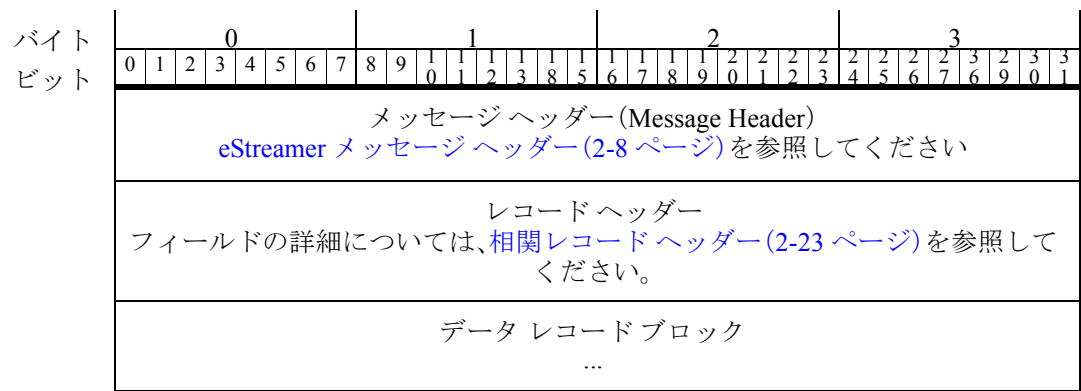 バイト 0 1 2 3
ビット 0 1 2 3 4 5 6 7 8 9 10 11 12 13 18 15 16 17 18 19 20 21 22 23 24 25 26 27 36 29 30 31
メッセージ ヘッダー(Message Header)
eStreamer メッセージ ヘッダー(2-8 ページ)を参照してください
レコード ヘッダー
フィールドの詳細については、相関レコード ヘッダー(2-23 ページ)を参照して
ください。
データ レコード ブロック
...